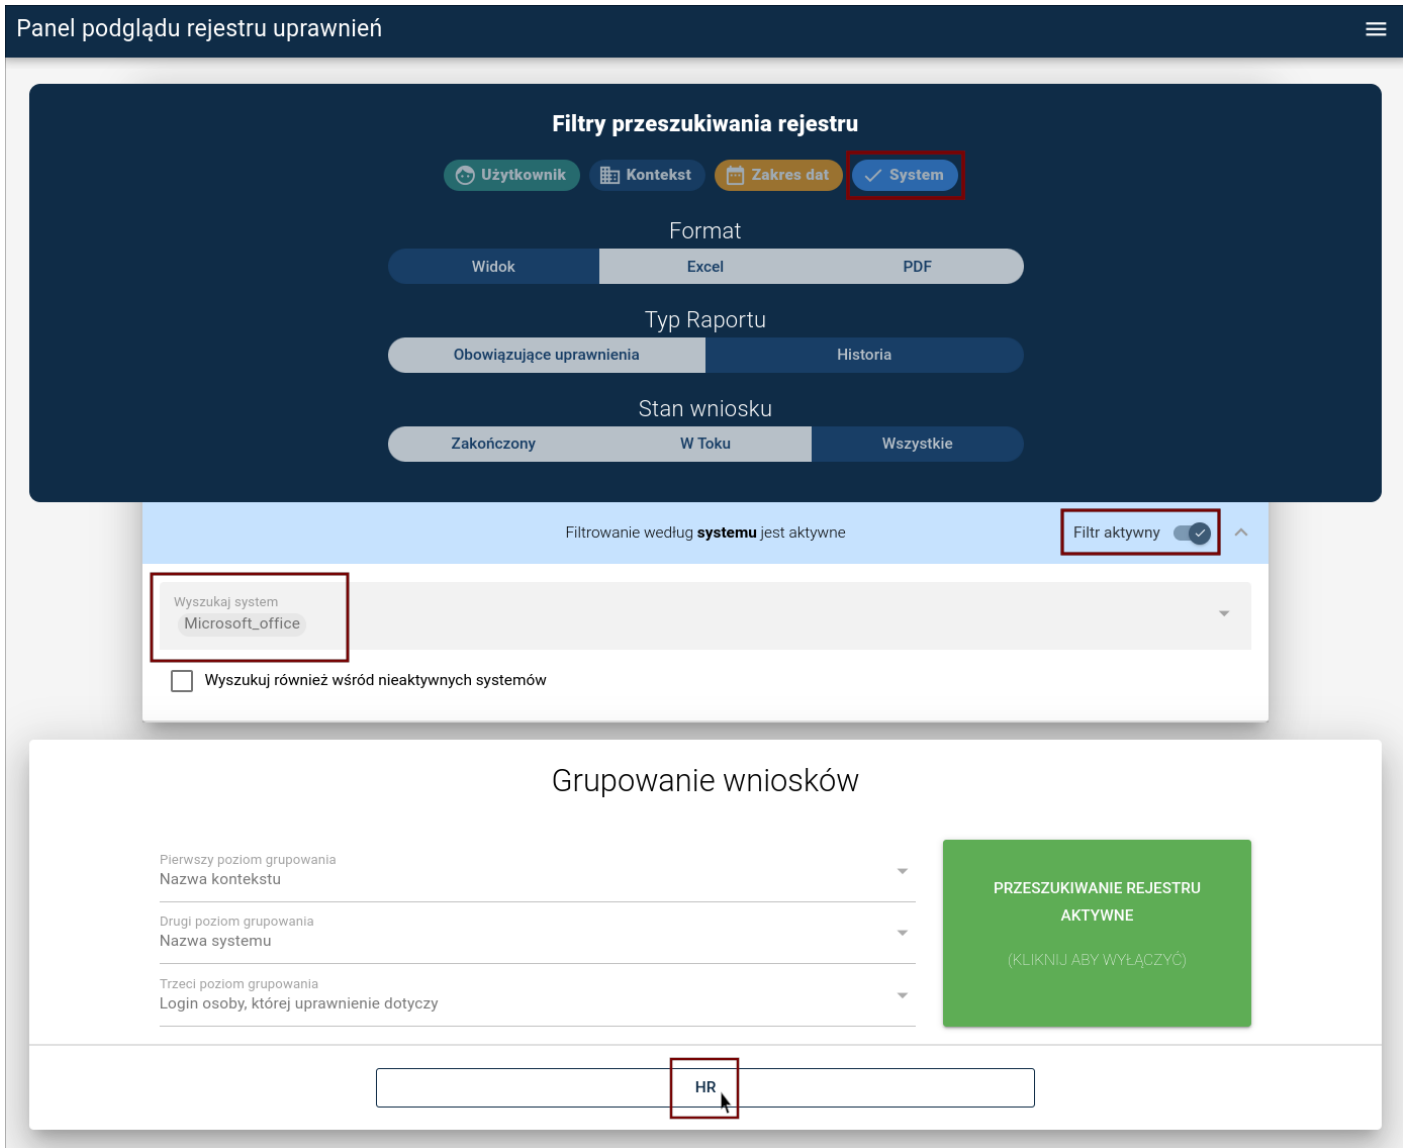 Panel podglądu rejestru uprawnień
Filtry przeszukiwania rejestru
Użytkownik Kontekst Zakres dat System
Format
Widok Excel PDF
Typ Raportu
Obowiązujące uprawnienia Historia
Stan wniosku
Zakończony W Toku Wszystkie
Filtrowanie według systemu jest aktywne Filtr aktywny
Wyszukaj system
Microsoft_office
Wyszukuj również wśród nieaktywnych systemów
Grupowanie wniosków
Pierwszy poziom grupowania
Nazwa kontekstu
Drugi poziom grupowania
Nazwa systemu
Trzeci poziom grupowania
Login osoby, której uprawnienie dotyczy
PRZESZUKIWANIE REJESTRU
AKTYWNE
(KLIKNIJ ABY WYŁĄCZYĆ)
HR